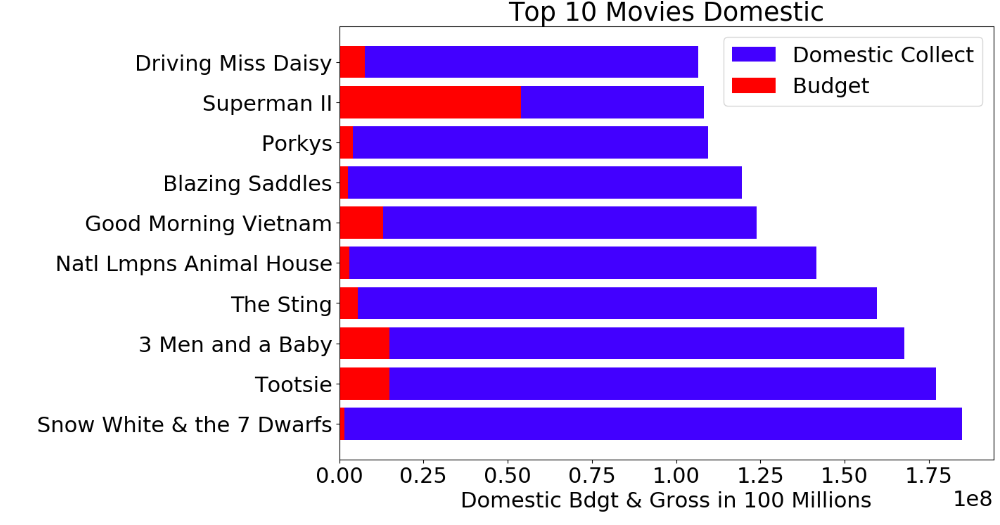 Top 10 Movies Domestic
Domestic Collect
Budget
Driving Miss Daisy
Superman II
Porkys
Blazing Saddles
Good Morning Vietnam
Natl Lmpns Animal House
The Sting
3 Men and a Baby
Tootsie
Snow White & the 7 Dwarfs
0.00 0.25 0.50 0.75 1.00 1.25 1.50 1.75
Domestic Bdgt & Gross in 100 Millions
1e8